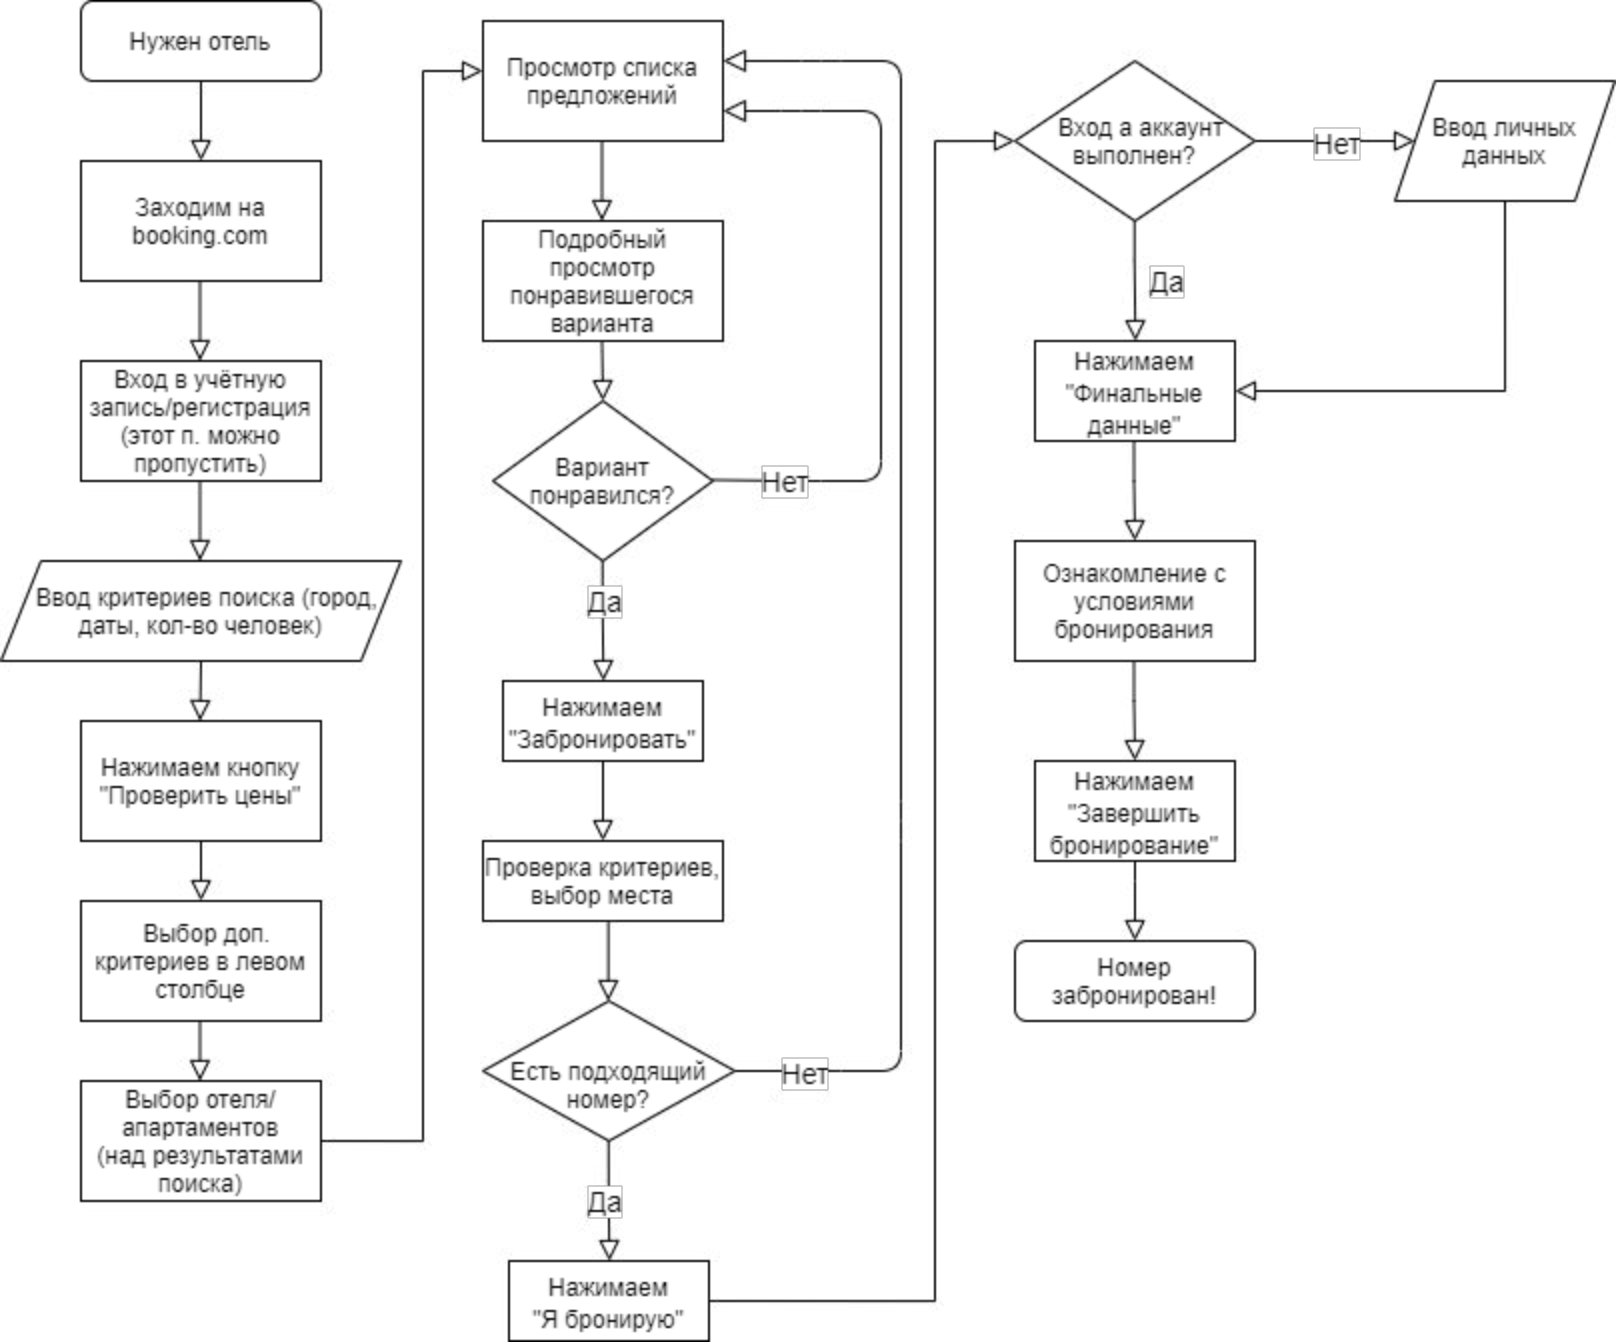 Нужен отель
Заходим на
booking.com
Вход в учётную
запись/регистрация
(этот п. можно
пропустить)
Ввод критериев поиска (город,
даты, кол-во человек)
Нажимаем кнопку
"Проверить цены"
Выбор доп.
критериев в левом
столбце
Выбор отеля/
апартаментов
(над результатами
поиска)
Просмотр списка
предложений
Подробный
просмотр
понравившегося
варианта
Вариант
понравился?
Нет
Да
Нажимаем
"Забронировать"
Проверка критериев,
выбор места
Есть подходящий
номер?
Нет
Да
Нажимаем
"Я бронирую"
Вход а аккаунт
выполнен?
Нет
Ввод личных
данных
Да
Нажимаем
"Финальные
данные"
Ознакомление с
условиями
бронирования
Нажимаем
"Завершить
бронирование"
Номер
забронирован!